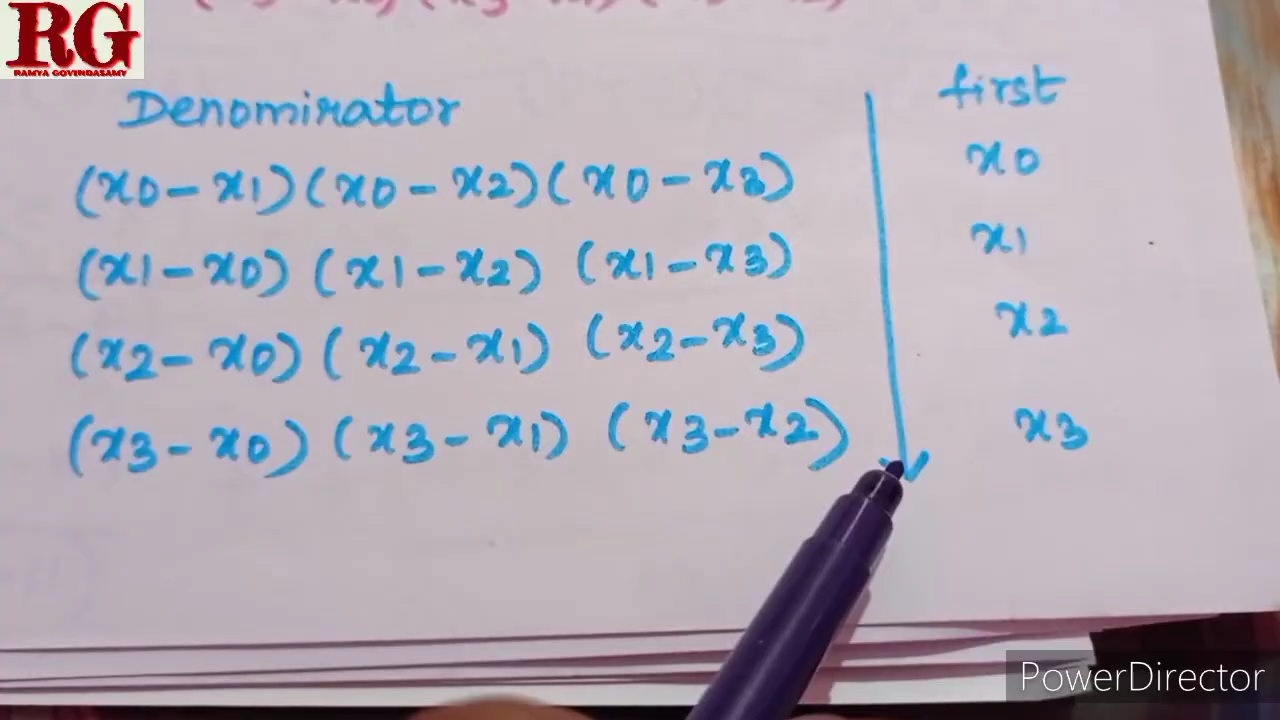 RG
RAMYA GOVINDASAMY
Denominator
(x0 - x1) (x0 - x2) (x0 - x3)
(x1 - x0) (x1 - x2) (x1 - x3)
(x2 - x0) (x2 - x1) (x2 - x3)
(x3 - x0) (x3 - x1) (x3 - x2)
first
x0
x1
x2
x3
PowerDirector